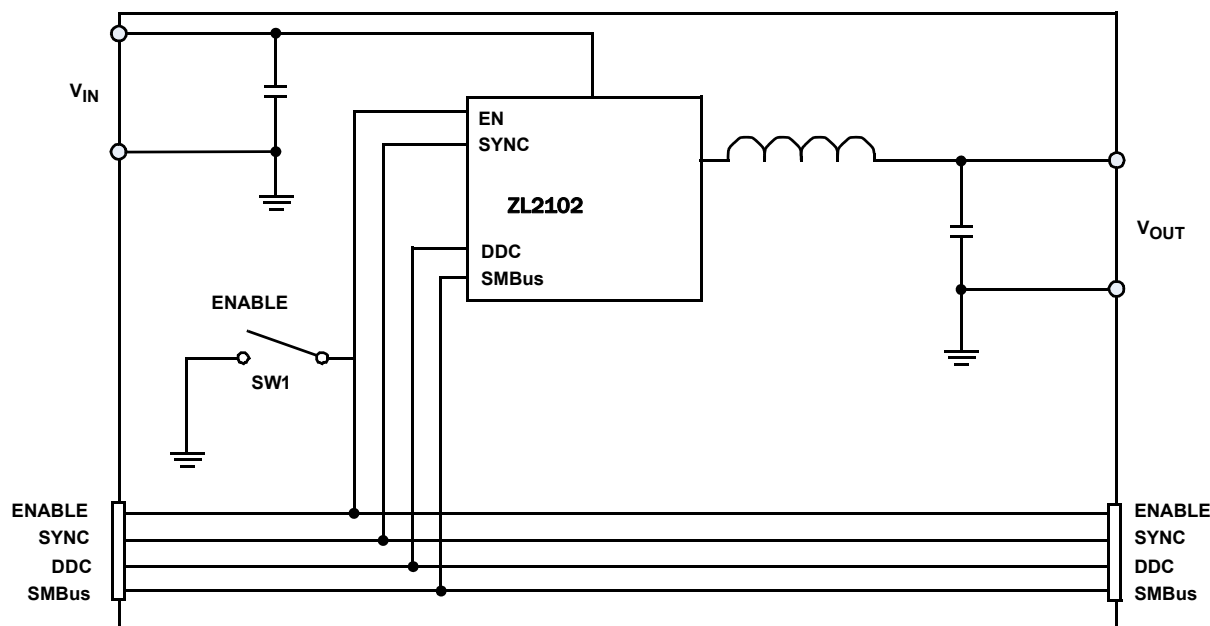 VIN
EN
SYNC
ZL2102
VOUT
DDC
SMBus
ENABLE
SW1
ENABLE
SYNC
DDC
SMBus
ENABLE
SYNC
DDC
SMBus